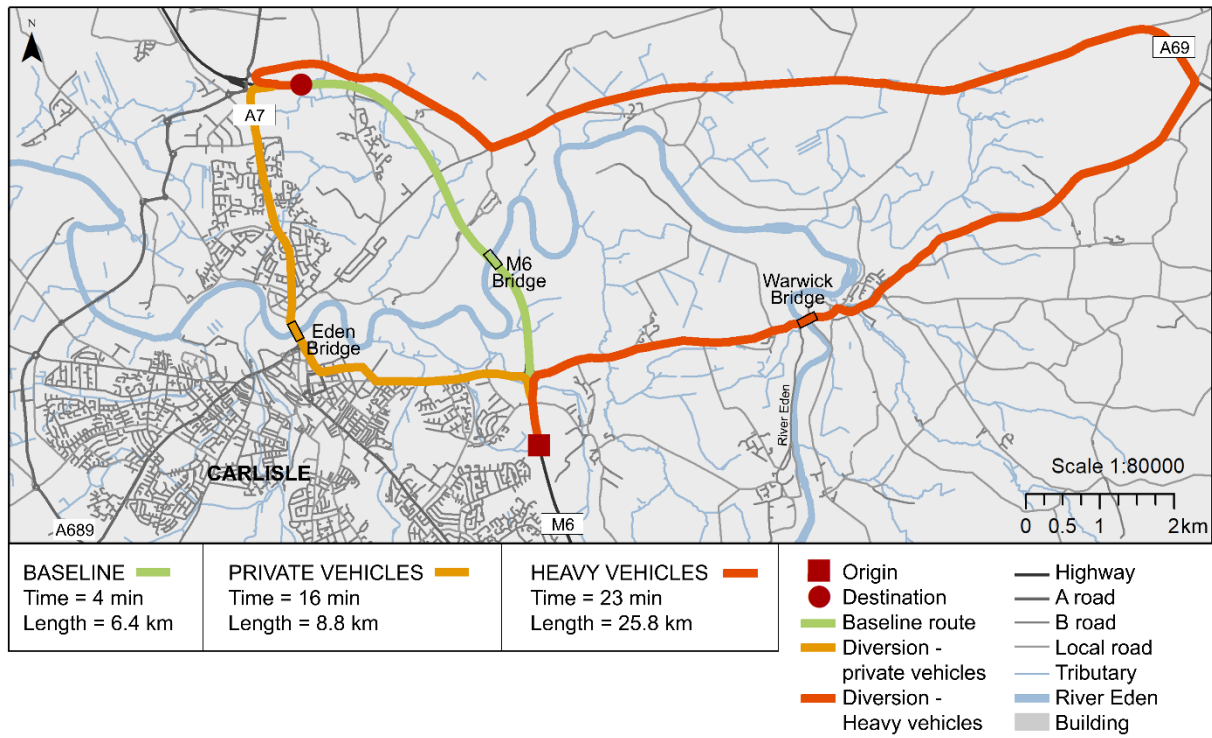 N
A69
A7
M6
Bridge
Warwick
Bridge
Eden
Bridge
River Eden
CARLISLE
Scale 1:80000
0 0.5 1 2km
A689
M6
BASELINE
Time = 4 min
Length = 6.4 km
PRIVATE VEHICLES
Time = 16 min
Length = 8.8 km
HEAVY VEHICLES
Time = 23 min
Length = 25.8 km
Origin
Destination
Baseline route
Diversion -
private vehicles
Diversion -
Heavy vehicles
Highway
A road
B road
Local road
Tributary
River Eden
Building